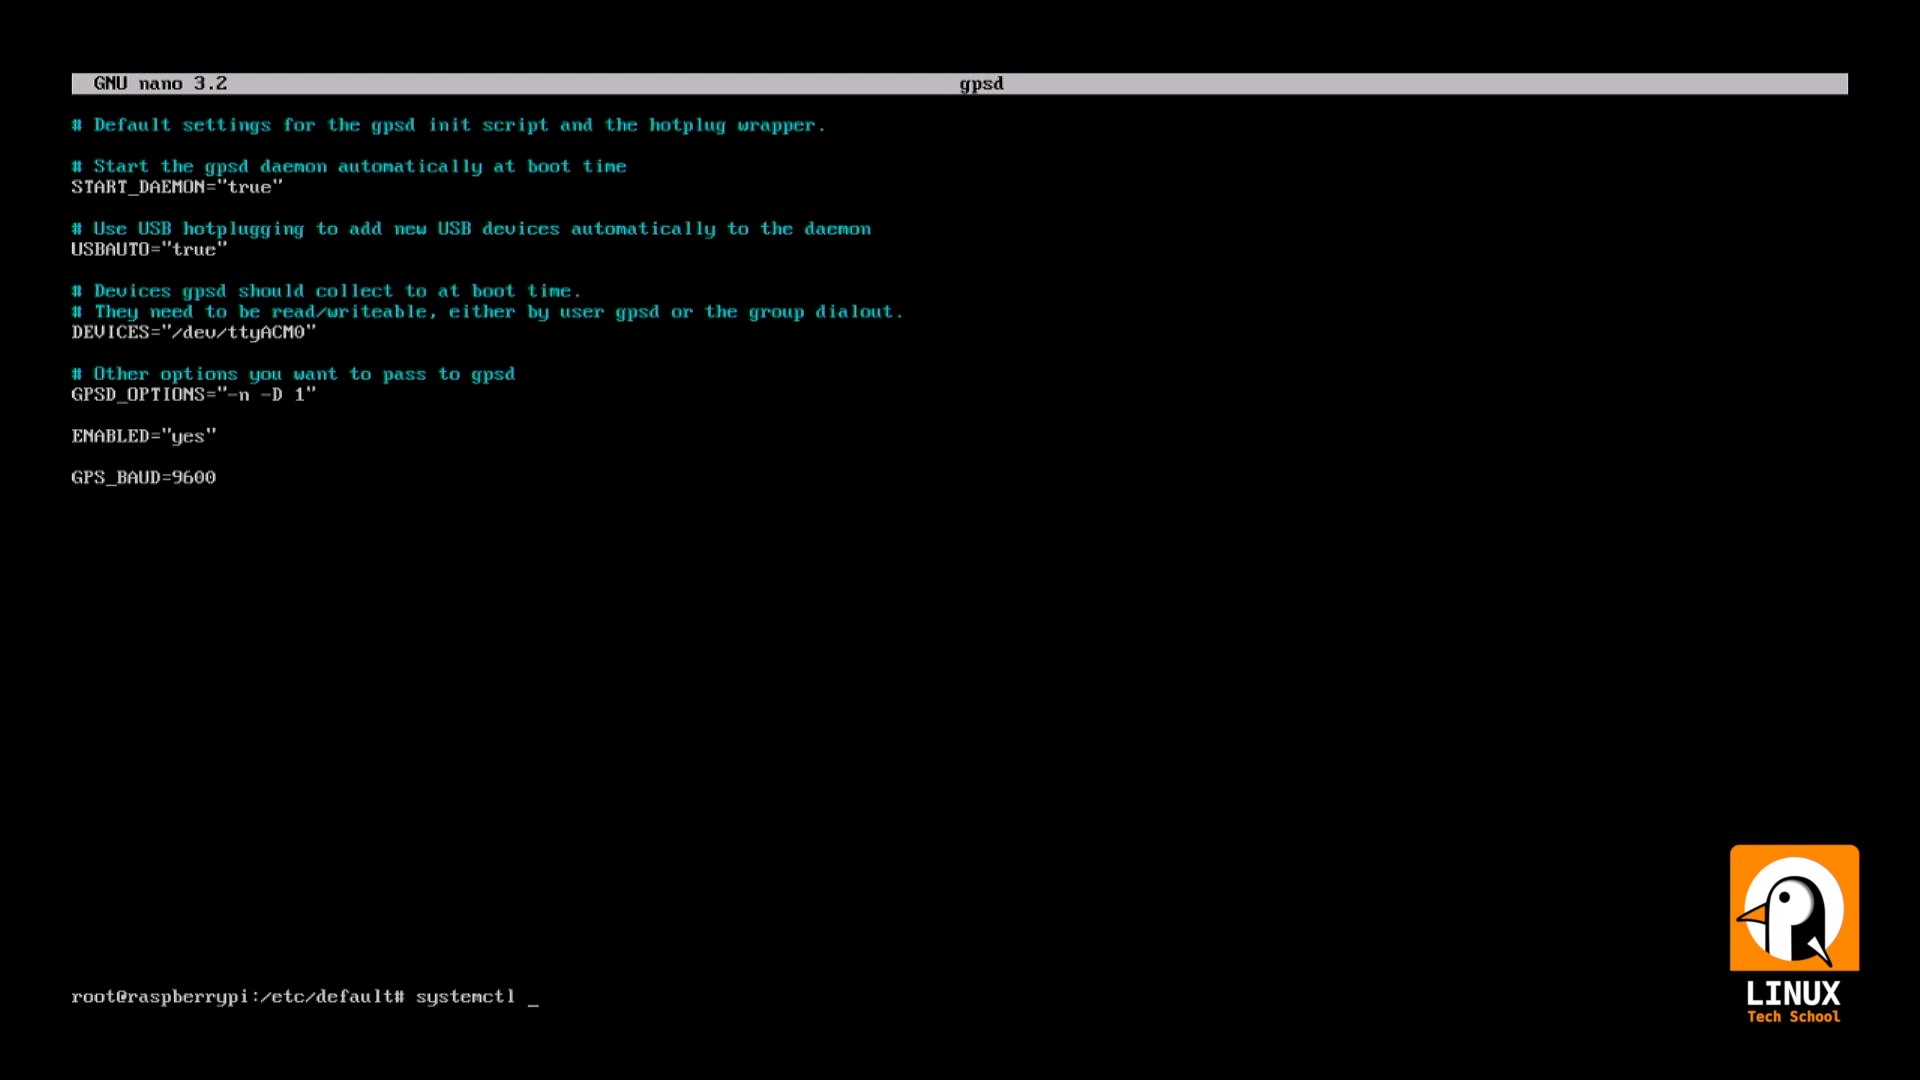 GNU nano 3.2 gpsd
# Default settings for the gpsd init script and the hotplug wrapper.
# Start the gpsd daemon automatically at boot time
START_DAEMON="true"
# Use USB hotplugging to add new USB devices automatically to the daemon
USBAUTO="true"
# Devices gpsd should collect to at boot time.
# They need to be read/writeable, either by user gpsd or the group dialout.
DEVICES="/dev/ttyACM0"
# Other options you want to pass to gpsd
GPSD_OPTIONS="-n -D 1"
ENABLED="yes"
GPS_BAUD=9600
root@raspberrypi:/etc/default# systemctl _
LINUX
Tech School